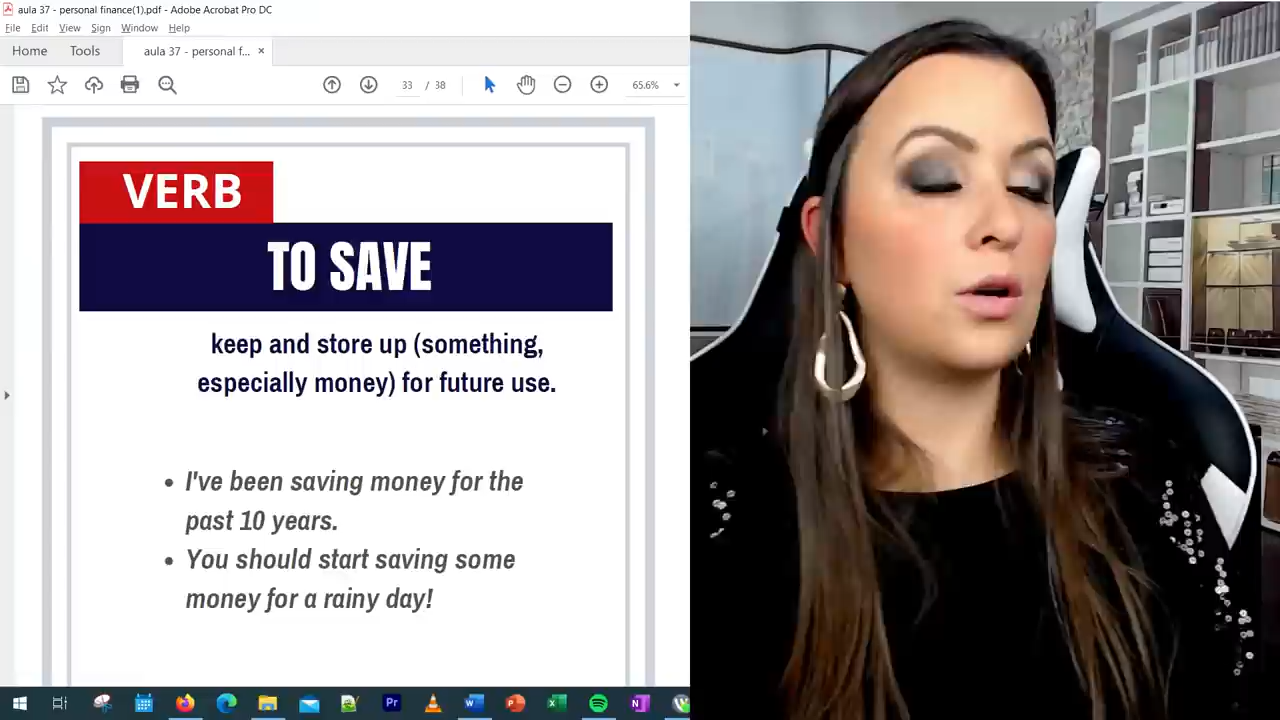 aula 37 - personal finance(1).pdf - Adobe Acrobat Pro DC
File Edit View Sign Window Help
Home Tools aula 37 - personal f... ×
33 / 38 65.6%
VERB
TO SAVE
keep and store up (something,
especially money) for future use.
• I've been saving money for the
past 10 years.
• You should start saving some
money for a rainy day!